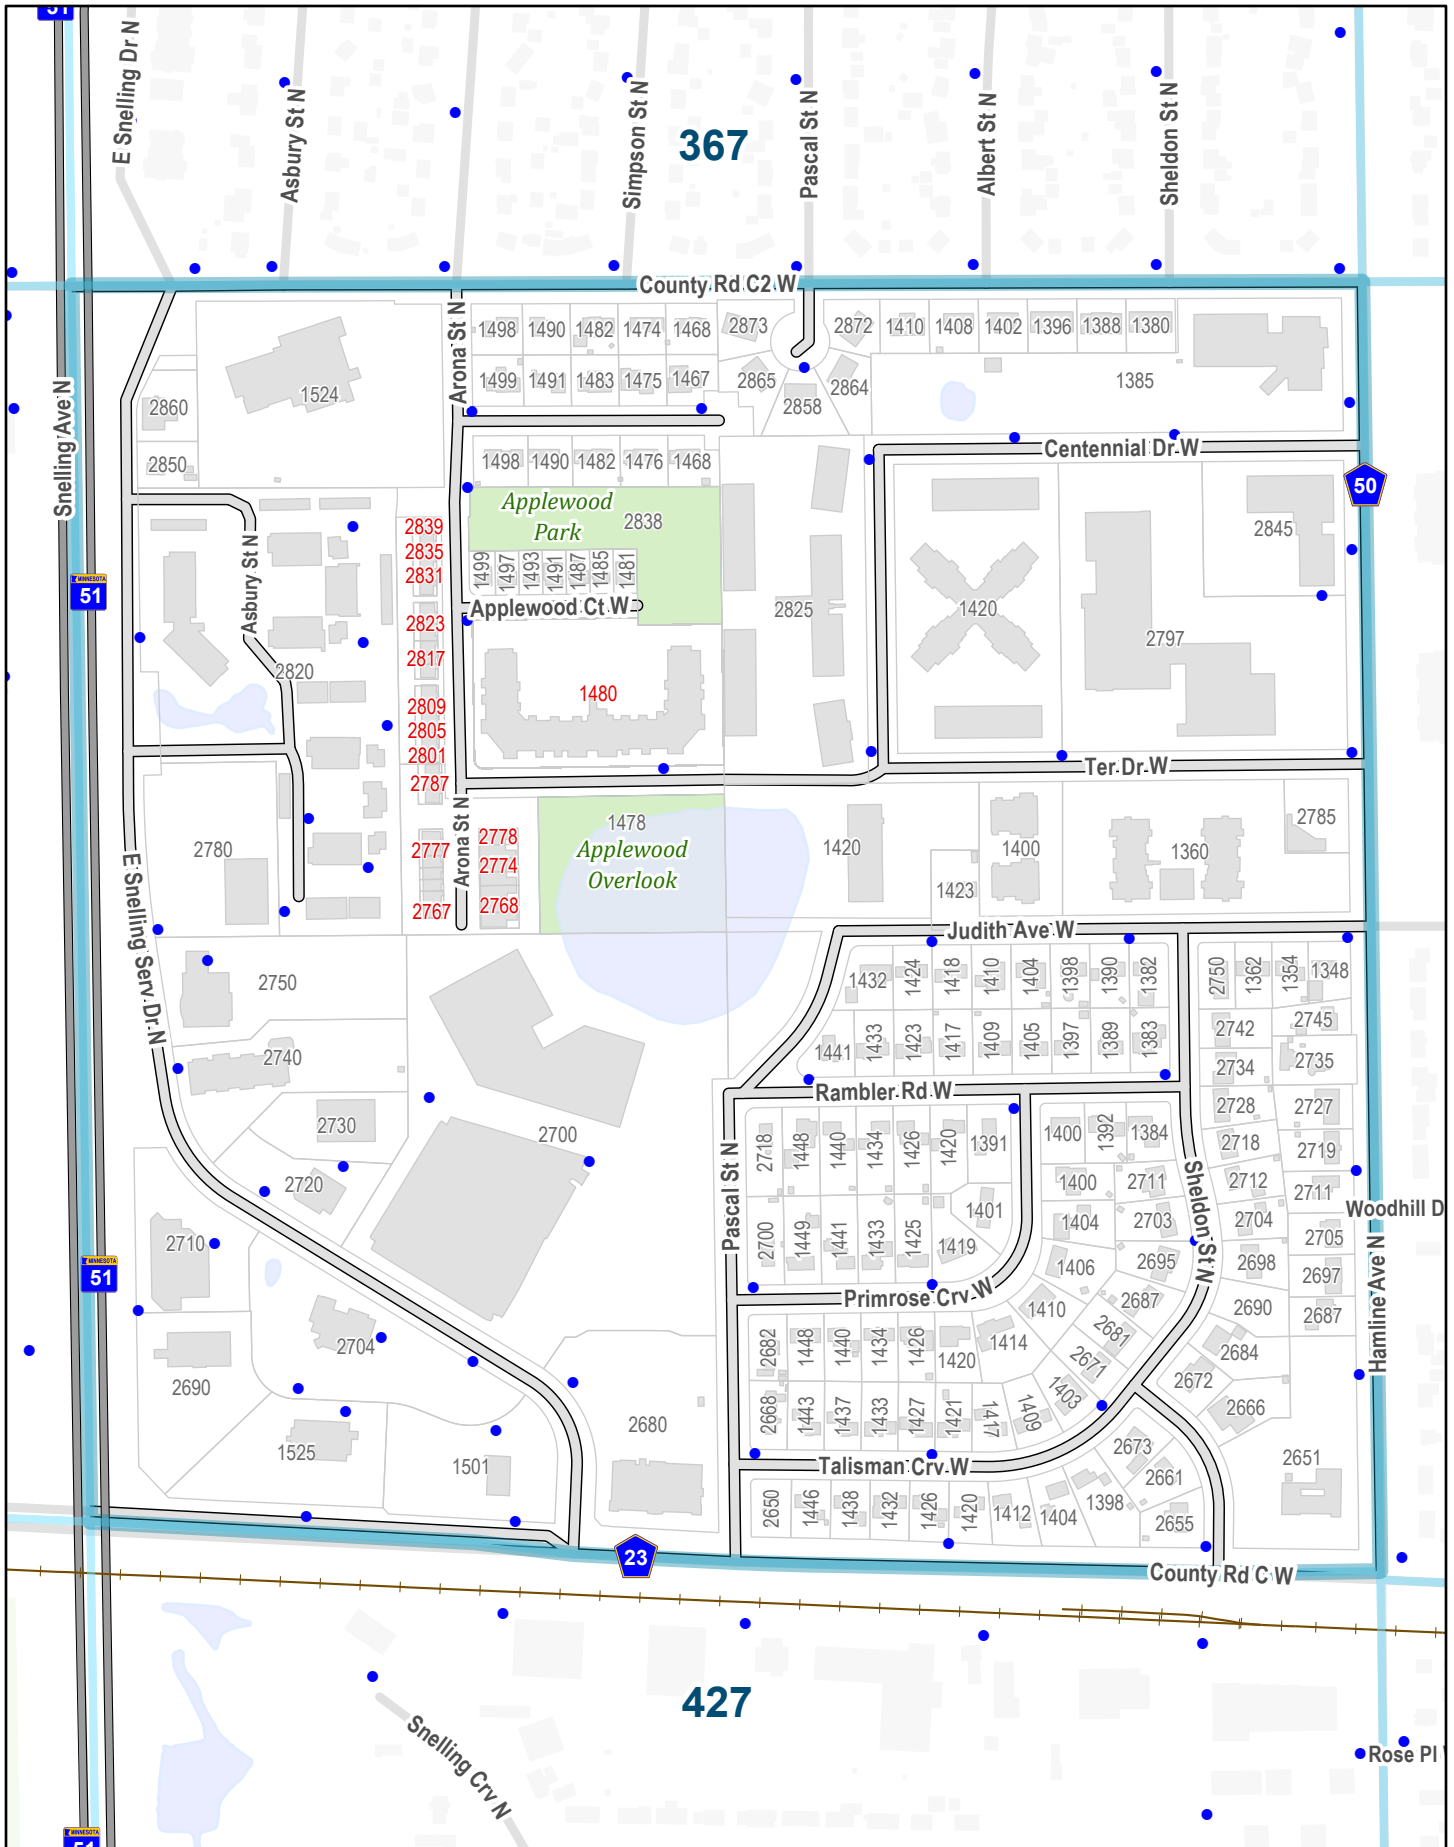 51
E Snelling Dr N
Asbury St N
Simpson St N
367
Pascal St N
Albert St N
Sheldon St N
County Rd C2 W
Snelling Ave N
Arona St N
1498 1490 1482 1474 1468 2873
2872 1410 1408 1402 1396 1388 1380
1524
1499 1491 1483 1475 1467 2865
2864
1385
2860
2858
2850
1498 1490 1482 1476 1468
Centennial Dr W
50
Applewood
Park
2838
2839
2835
2831
2845
Asbury St N
1499 1497 1493 1491 1487 1485 1481
MINNESOTA
51
Applewood Ct W
2823
2825
1420
2797
2817
2820
1480
2809
2805
2801
2787
Ter Dr W
Arona St N
1478
Applewood
Overlook
2785
2778
2777
2774
2780
1420
1400
1360
1423
2767
2768
E Snelling Serv Dr N
Judith Ave W
2750
1432 1424 1418 1410 1404 1398 1390 1382
2750 1362 1354 1348
2745
2742
1441 1433 1423 1417 1409 1405 1397 1389 1383
2740
2734
2735
Rambler Rd W
2730
2700
2728
2727
2718 1448 1440 1434 1426 1420 1391
1400 1392 1384
2718
2719
Pascal St N
Sheldon St N
2720
1400 2711
2712
2711
Woodhill D
2700 1449 1441 1433 1425 1401
1404 2703
2704
2705
2710
1419
1406 2695
2698
2697
Hamline Ave N
MINNESOTA
51
Primrose Crv W
1410
2687
2690
2687
2704
2682 1448 1440 1434 1426 1420 1414
2681
2684
2690
2671
2672
2668 1443 1437 1433 1427 1421 1417 1409 1403
2666
2680
1525
1501
Talisman Crv W
2673
2661
2651
2650 1446 1438 1432 1426 1420 1412 1404 1398
2655
23
County Rd C W
427
Snelling Crv N
Rose Pl
MINNESOTA
51